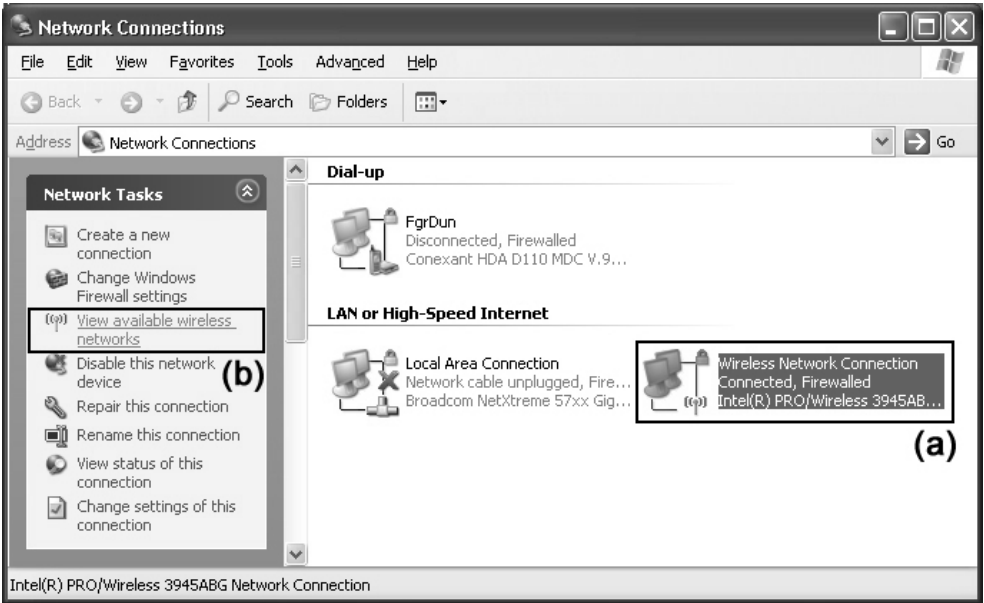 Network Connections
File Edit View Favorites Tools Advanced Help
Back Search Folders
Address Network Connections Go
Network Tasks
Create a new
connection
Change Windows
Firewall settings
View available wireless
networks
(b)
Disable this network
device
Repair this connection
Rename this connection
View status of this
connection
Change settings of this
connection
Dial-up
FgrDun
Disconnected, Firewalled
Conexant HDA D110 MDC V.9...
LAN or High-Speed Internet
Local Area Connection
Network cable unplugged, Fire...
Broadcom NetXtreme 57xx Gig...
Wireless Network Connection
Connected, Firewalled
Intel(R) PRO/Wireless 3945AB...
(a)
Intel(R) PRO/Wireless 3945ABG Network Connection